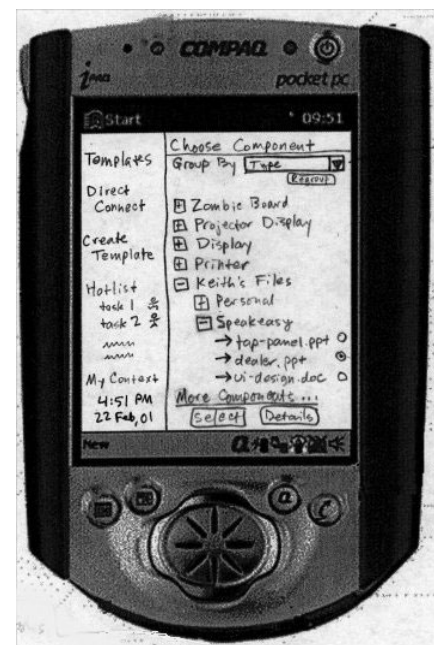 COMPAQ
iPAQ
pocket pc
Start
09:51
Templates
Direct
Connect
Create
Template
Hotlist
task 1
task 2
My Context
4:51 PM
22 Feb, 01
Choose Component
Group By Type
Regroup
Zombie Board
Projector Display
Display
Printer
Keith's Files
Personal
Speakeasy
→top-panel.ppt
→dealer.ppt
→ui-design.doc
More Components ...
Select Details
New